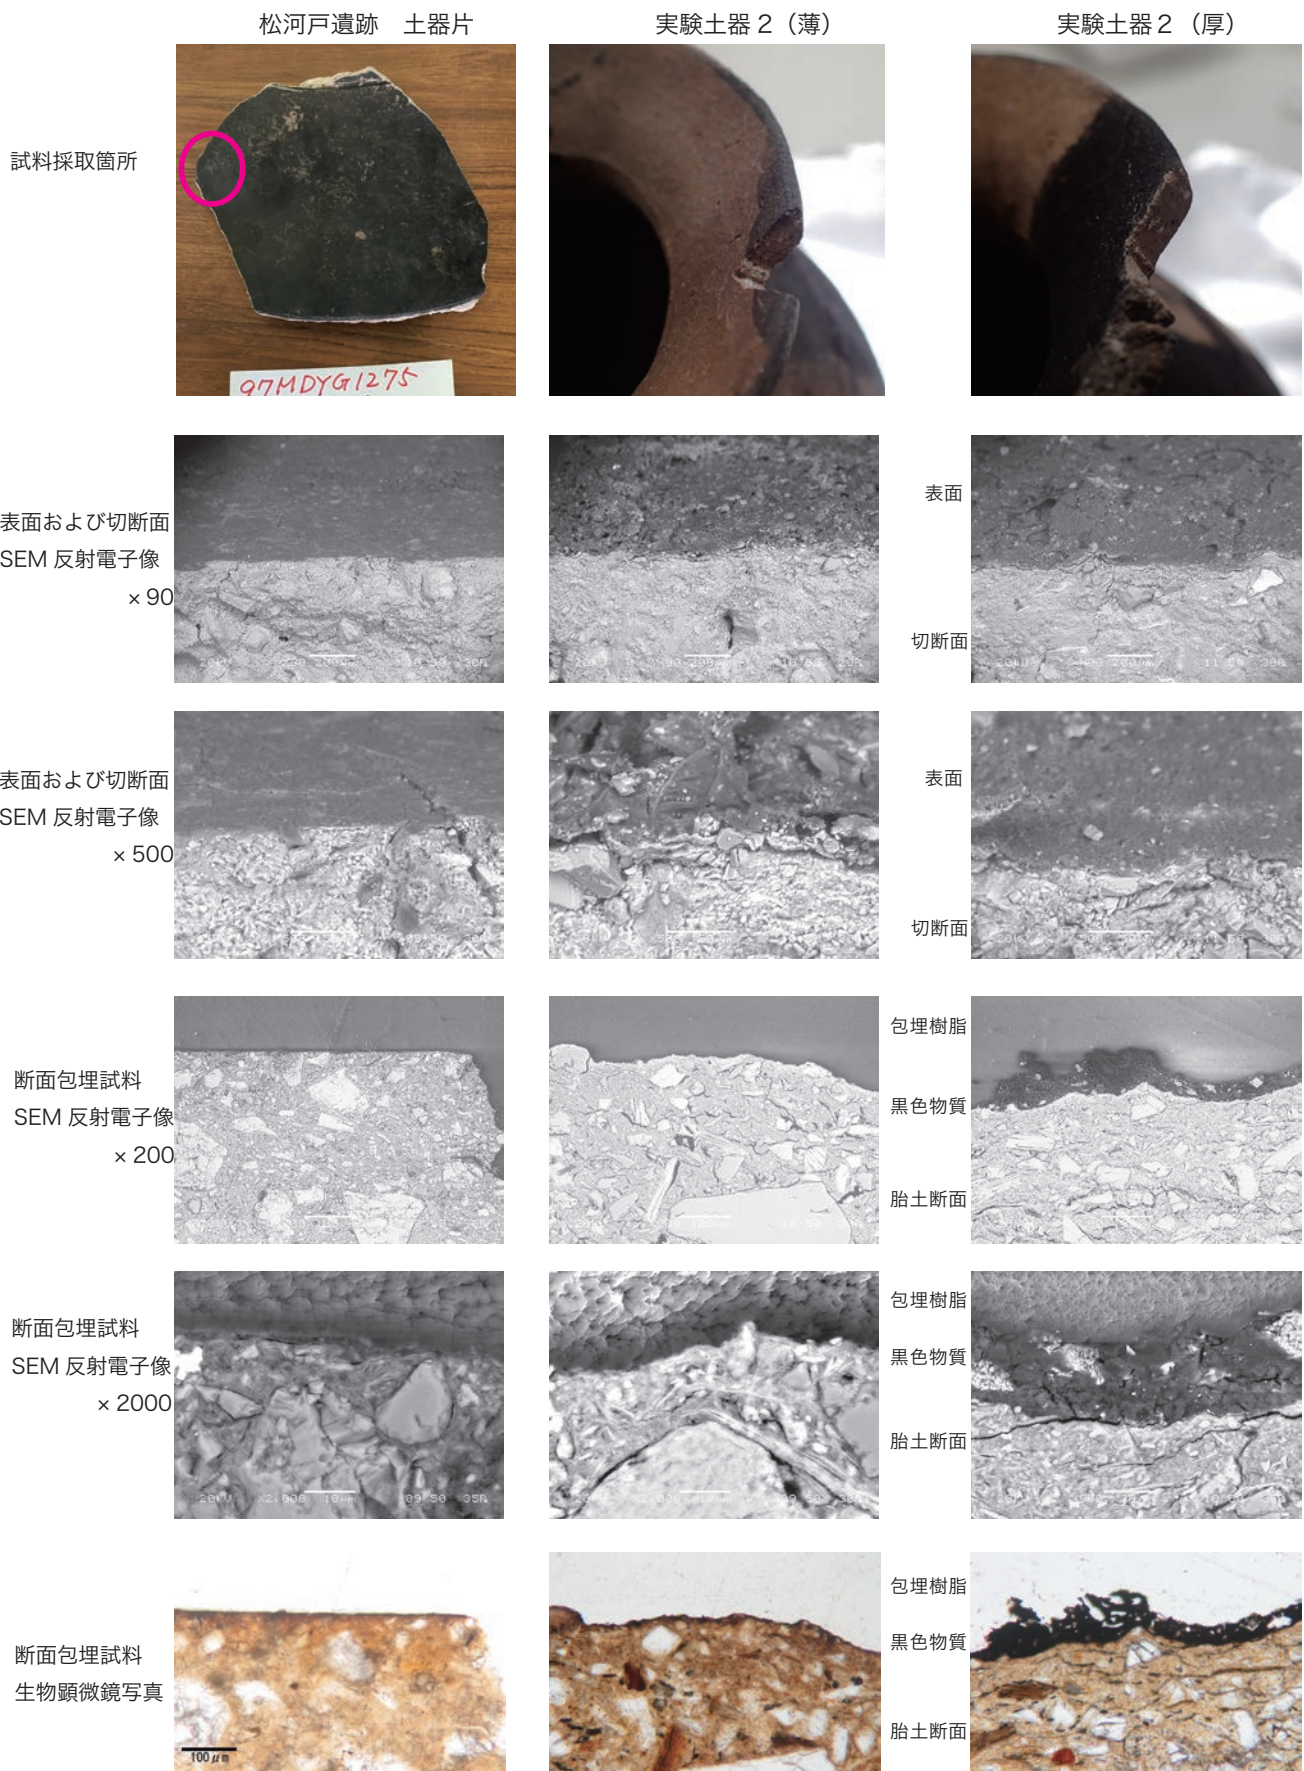 松河戸遺跡　土器片
実験土器2（薄）
実験土器2（厚）
試料採取箇所
97MDYG1275
表面および切断面
SEM 反射電子像
× 90
表面
切断面
表面および切断面
SEM 反射電子像
× 500
表面
切断面
断面包埋試料
SEM 反射電子像
× 200
包埋樹脂
黒色物質
胎土断面
断面包埋試料
SEM 反射電子像
× 2000
20kV X2,000 10μm 09 50 35A
包埋樹脂
黒色物質
胎土断面
断面包埋試料
生物顕微鏡写真
100μm
包埋樹脂
黒色物質
胎土断面